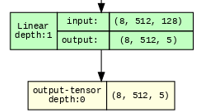 Linear
depth:1
input: (8, 512, 128)
output: (8, 512, 5)
output-tensor
depth:0
(8, 512, 5)